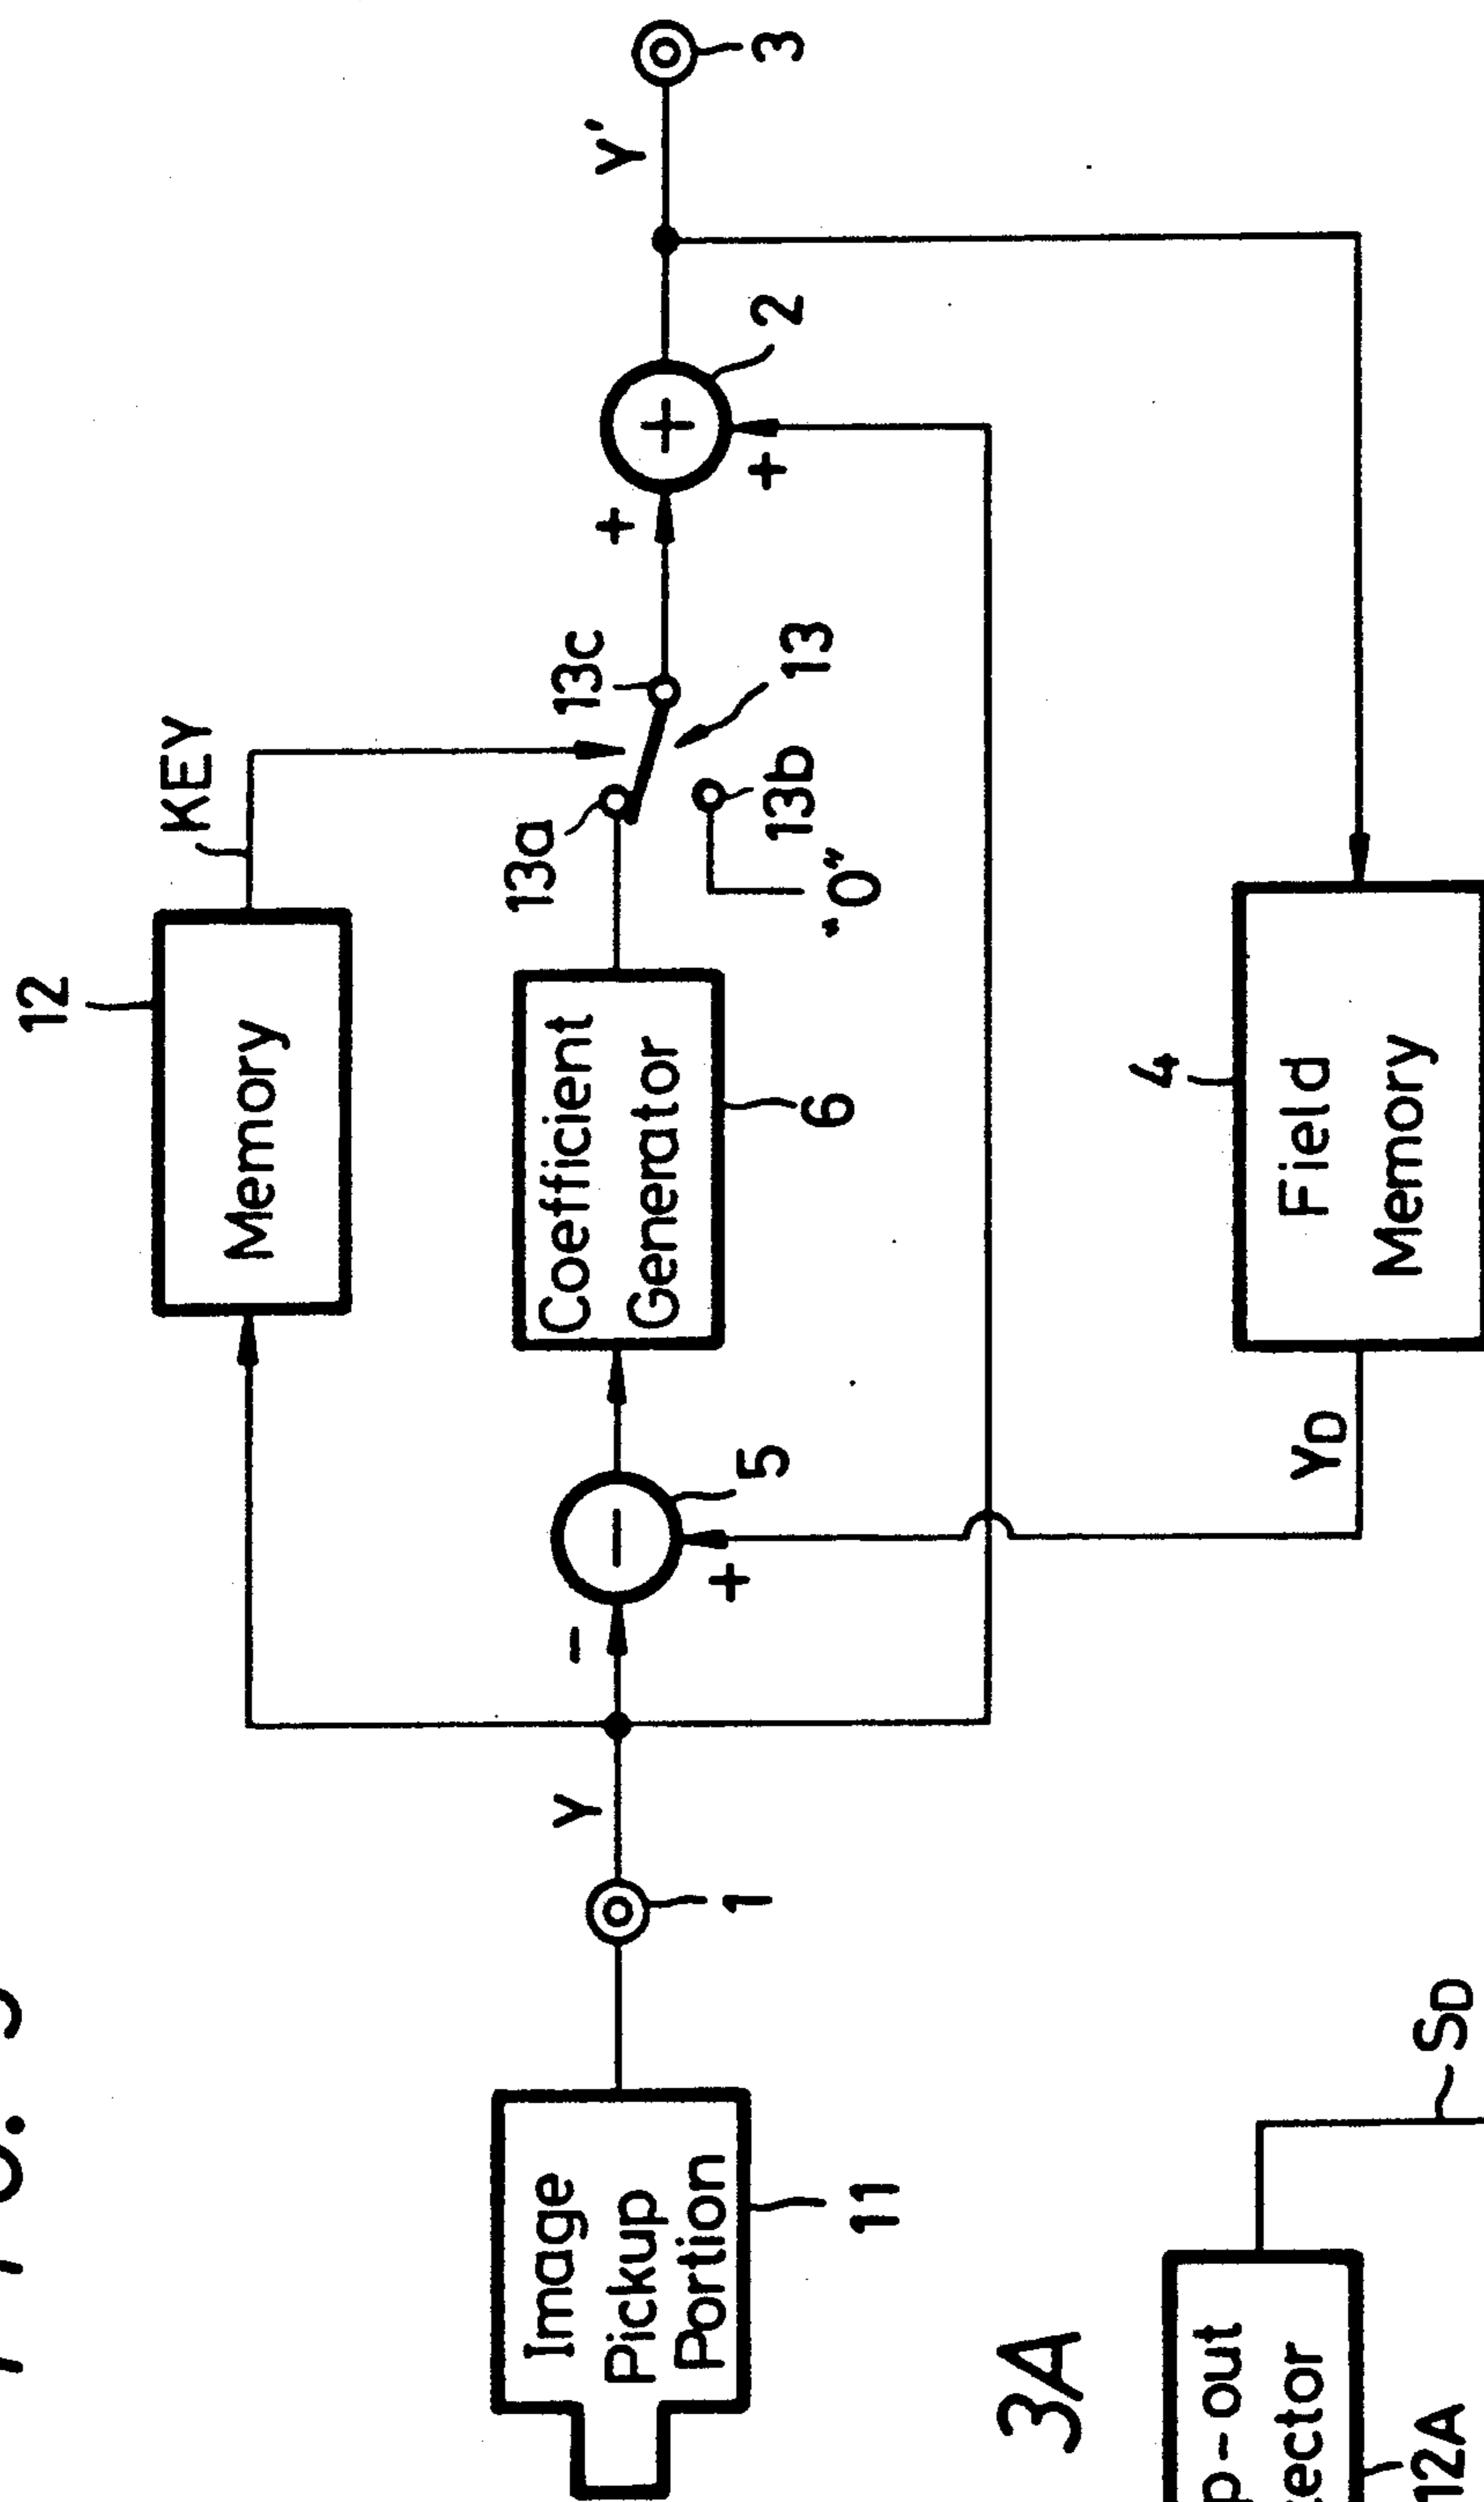 12
Memory
KEY
13a
13c
13
13b
"0"
Coefficient
Generator
6
+
+
+
2
Y'
3
-
-
+
5
Y
1
Image
Pickup
Portion
11
4
Field
Memory
YD
3A
SD
12A